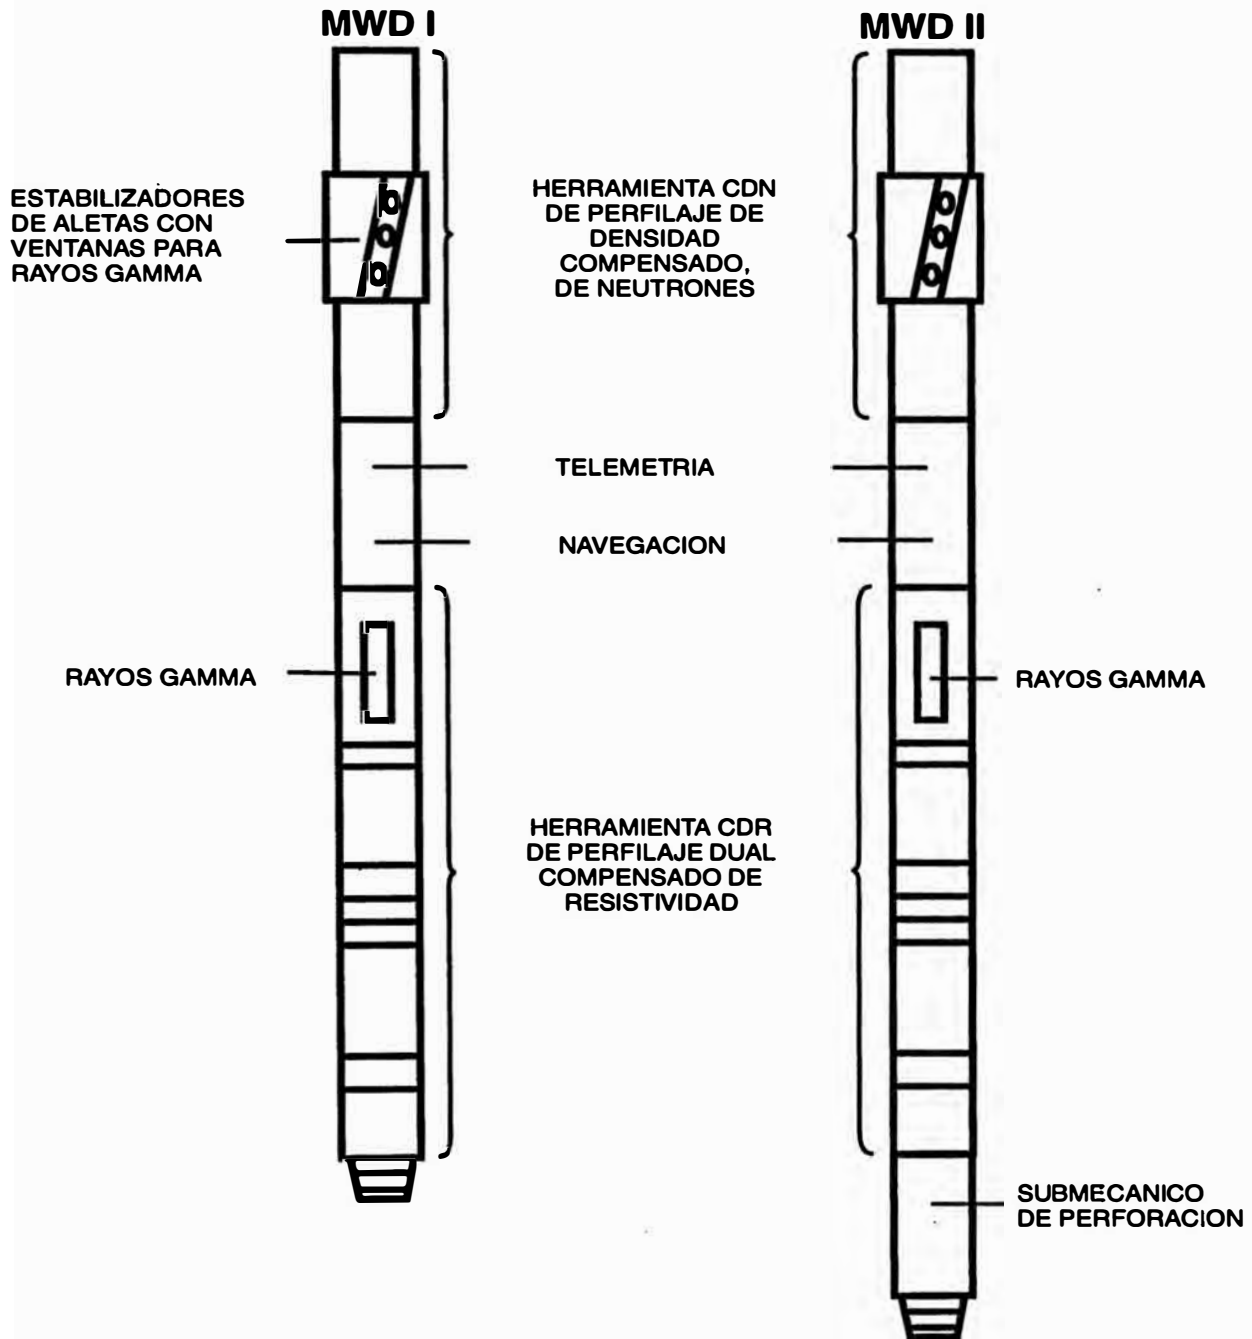 MWD I
MWD II
ESTABILIZADORES
DE ALETAS CON
VENTANAS PARA
RAYOS GAMMA
HERRAMIENTA CDN
DE PERFILAJE DE
DENSIDAD
COMPENSADO,
DE NEUTRONES
TELEMETRIA
NAVEGACION
RAYOS GAMMA
RAYOS GAMMA
HERRAMIENTA CDR
DE PERFILAJE DUAL
COMPENSADO DE
RESISTIVIDAD
SUBMECANICO
DE PERFORACION